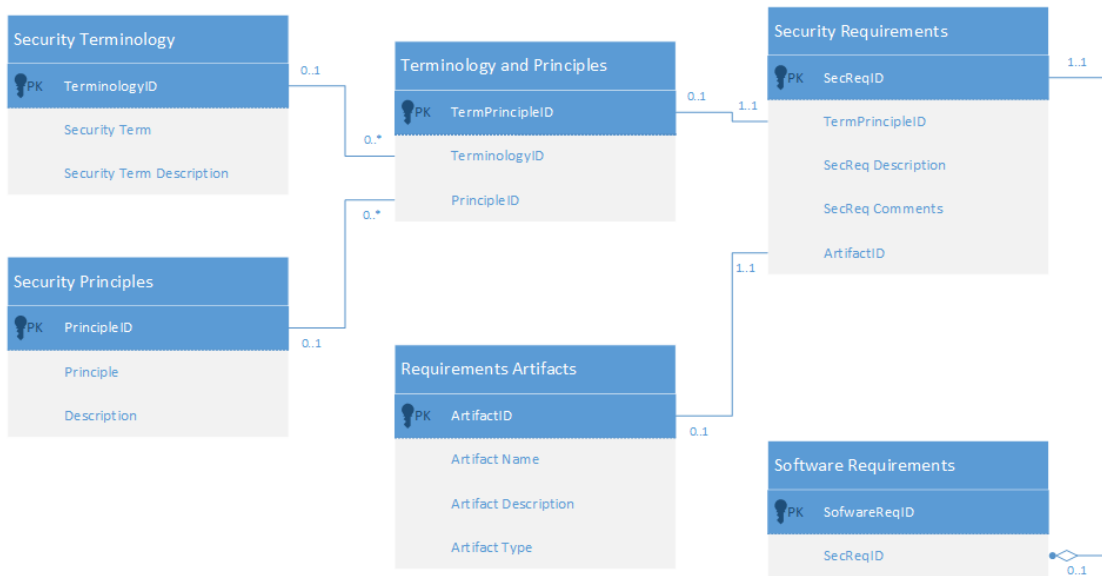 Security Terminology
PK TerminologyID
Security Term
Security Term Description
0..1
0..*
Security Principles
PK PrincipleID
Principle
Description
0..1
0..*
Terminology and Principles
PK TermPrincipleID
TerminologyID
PrincipleID
0..1
1..1
Requirements Artifacts
PK ArtifactID
Artifact Name
Artifact Description
Artifact Type
0..1
1..1
Security Requirements
PK SecReqID
TermPrincipleID
SecReq Description
SecReq Comments
ArtifactID
1..1
Software Requirements
PK SofwareReqID
SecReqID
0..1